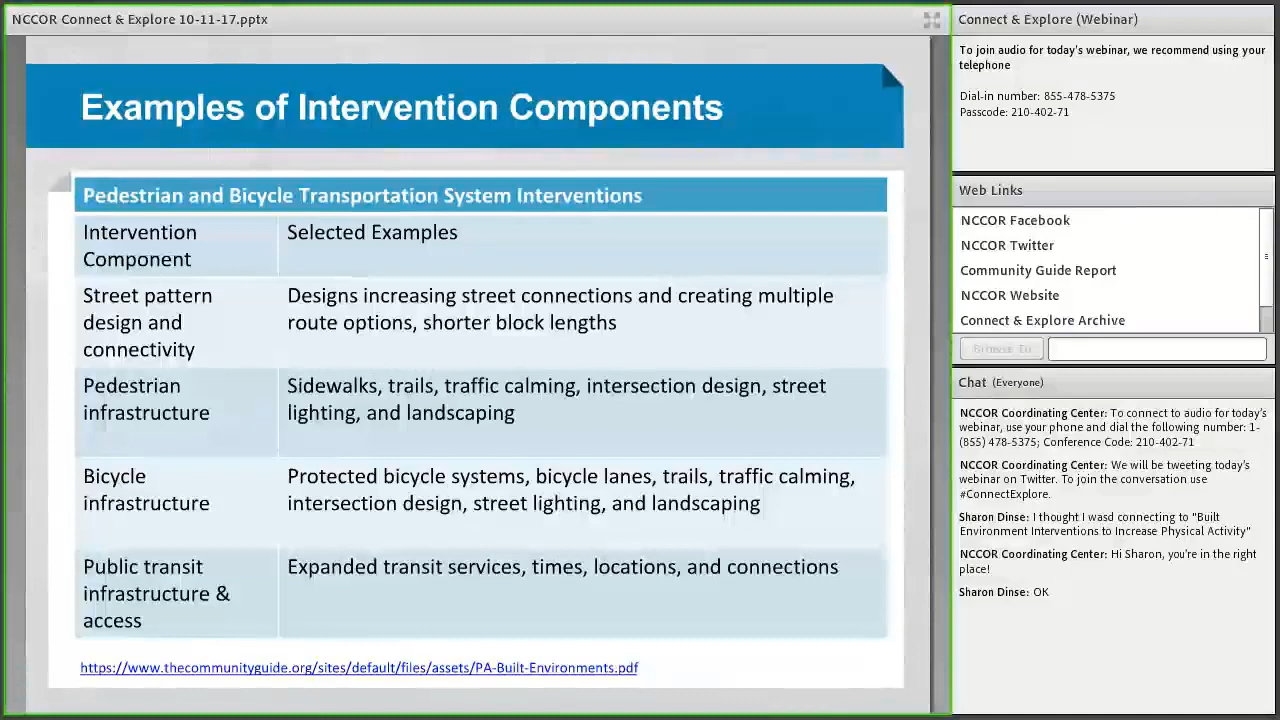 NCCOR Connect & Explore 10-11-17.pptx
Examples of Intervention Components
Pedestrian and Bicycle Transportation System Interventions
Intervention
Component
Selected Examples
Street pattern
design and
connectivity
Designs increasing street connections and creating multiple
route options, shorter block lengths
Pedestrian
infrastructure
Sidewalks, trails, traffic calming, intersection design, street
lighting, and landscaping
Bicycle
infrastructure
Protected bicycle systems, bicycle lanes, trails, traffic calming,
intersection design, street lighting, and landscaping
Public transit
infrastructure &
access
Expanded transit services, times, locations, and connections
https://www.thecommunityguide.org/sites/default/files/assets/PA-Built-Environments.pdf
Connect & Explore (Webinar)
To join audio for today's webinar, we recommend using your
telephone
Dial-in number: 855-478-5375
Passcode: 210-402-71
Web Links
NCCOR Facebook
NCCOR Twitter
Community Guide Report
NCCOR Website
Connect & Explore Archive
Browse To
Chat (Everyone)
NCCOR Coordinating Center: To connect to audio for today's
webinar, use your phone and dial the following number: 1-
(855) 478-5375; Conference Code: 210-402-71
NCCOR Coordinating Center: We will be tweeting today's
webinar on Twitter. To join the conversation use
#ConnectExplore.
Sharon Dinse: I thought I wasd connecting to "Built
Environment Interventions to Increase Physical Activity"
NCCOR Coordinating Center: Hi Sharon, you're in the right
place!
Sharon Dinse: OK